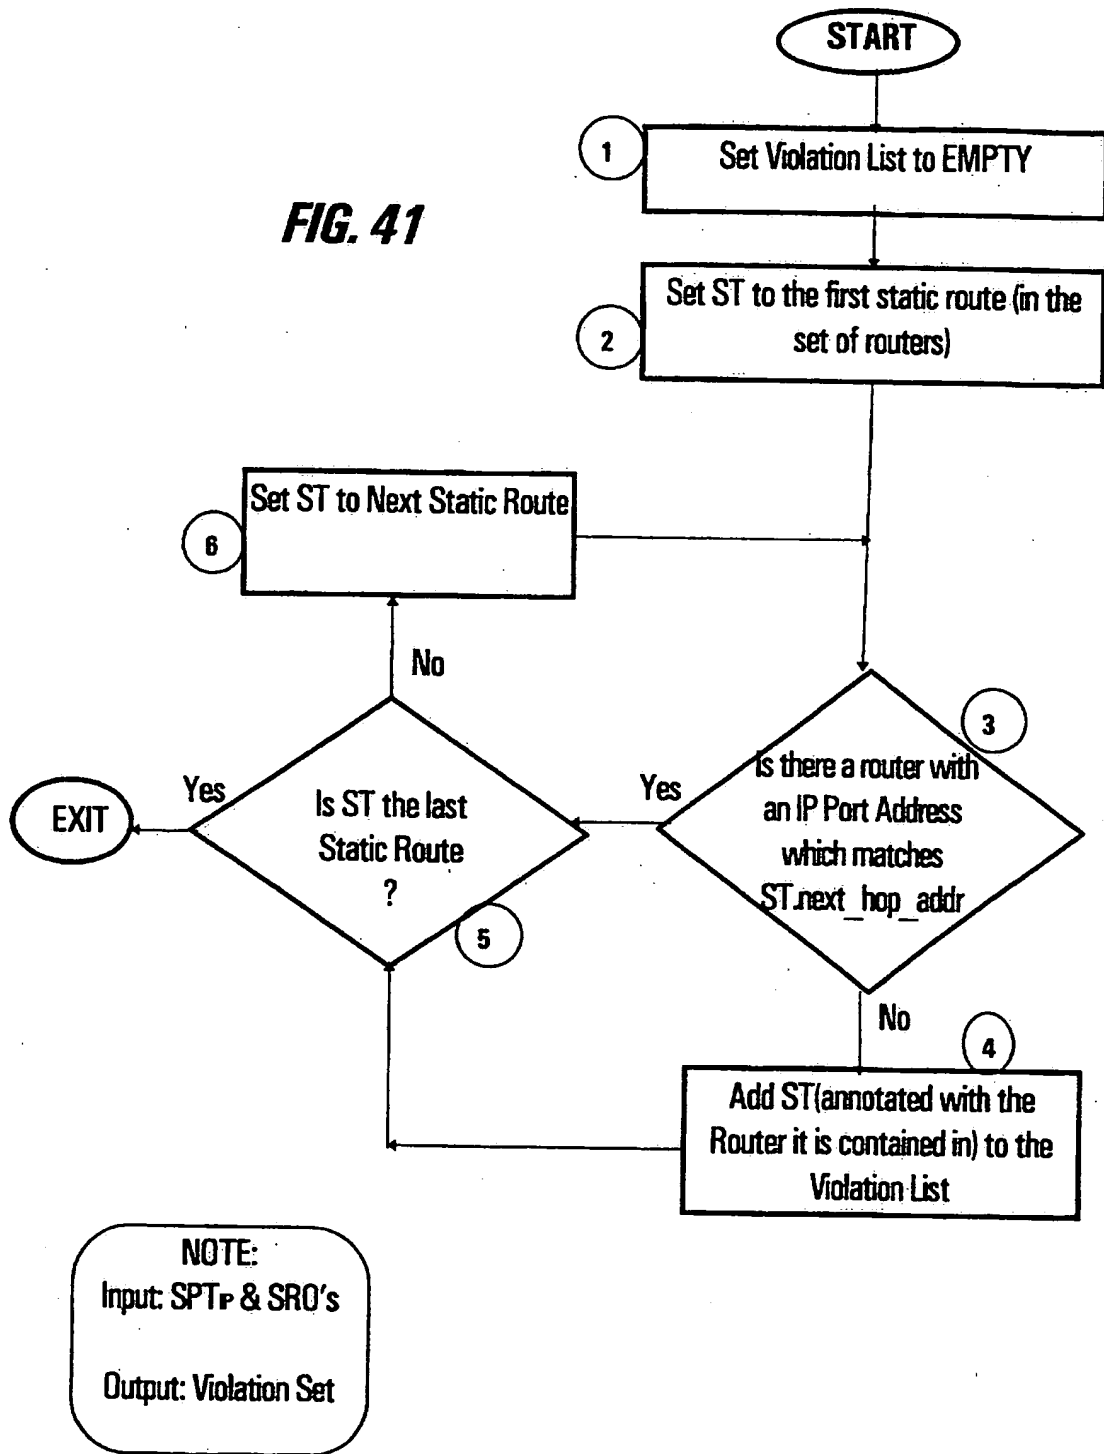 START
1
Set Violation List to EMPTY
FIG. 41
2
Set ST to the first static route (in the
set of routers)
Set ST to Next Static Route
6
No
3
Is there a router with
an IP Port Address
which matches
ST.next_hop_addr
Yes
Is ST the last
Static Route
?
5
Yes
EXIT
No
4
Add ST(annotated with the
Router it is contained in) to the
Violation List
NOTE:
Input: SPTIP & SRO's
Output: Violation Set